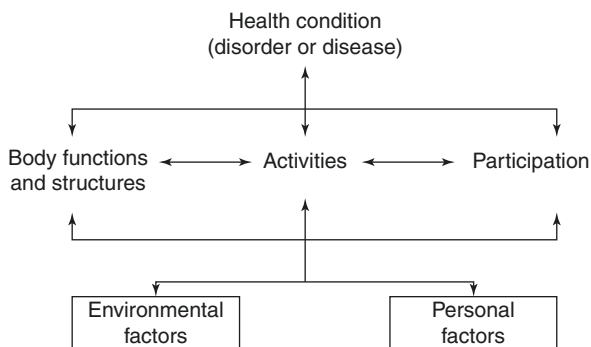 Health condition
(disorder or disease)
Body functions
and structures
Activities
Participation
Environmental
factors
Personal
factors